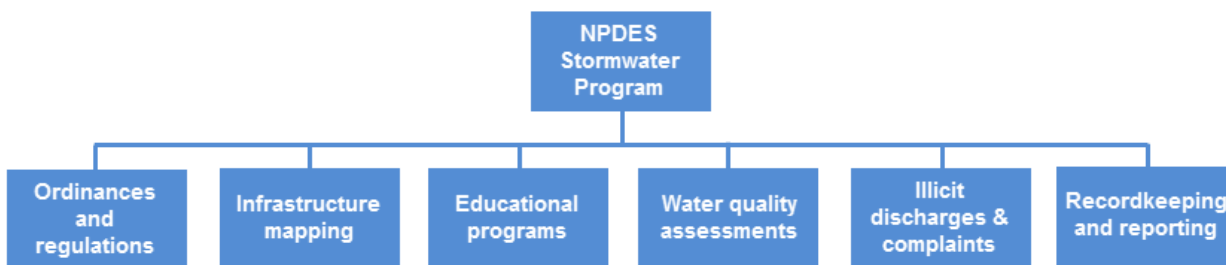 NPDES
Stormwater
Program
Ordinances
and
regulations
Infrastructure
mapping
Educational
programs
Water quality
assessments
Illicit
discharges &
complaints
Recordkeeping
and reporting